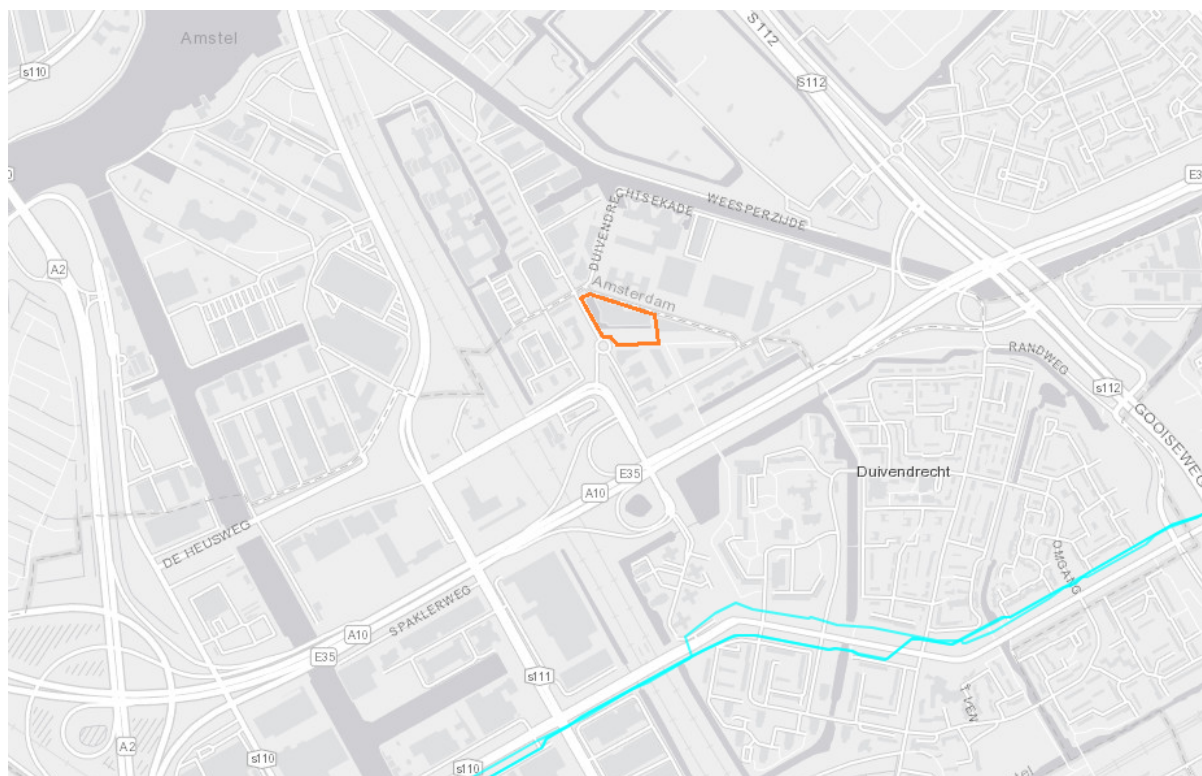 Amstel
S112
s110
S112
E3
WEESPERZIJDE
CHTSEKADE
DUIVENDRE
A2
Amsterdam
RANDWEG
s112
GOOISEWEG
Duivendrecht
E35
A10
DE HEUSWEG
OMGANG
SPAKLERWEG
A10
E35
s111
T VEN
A2
s110
s110